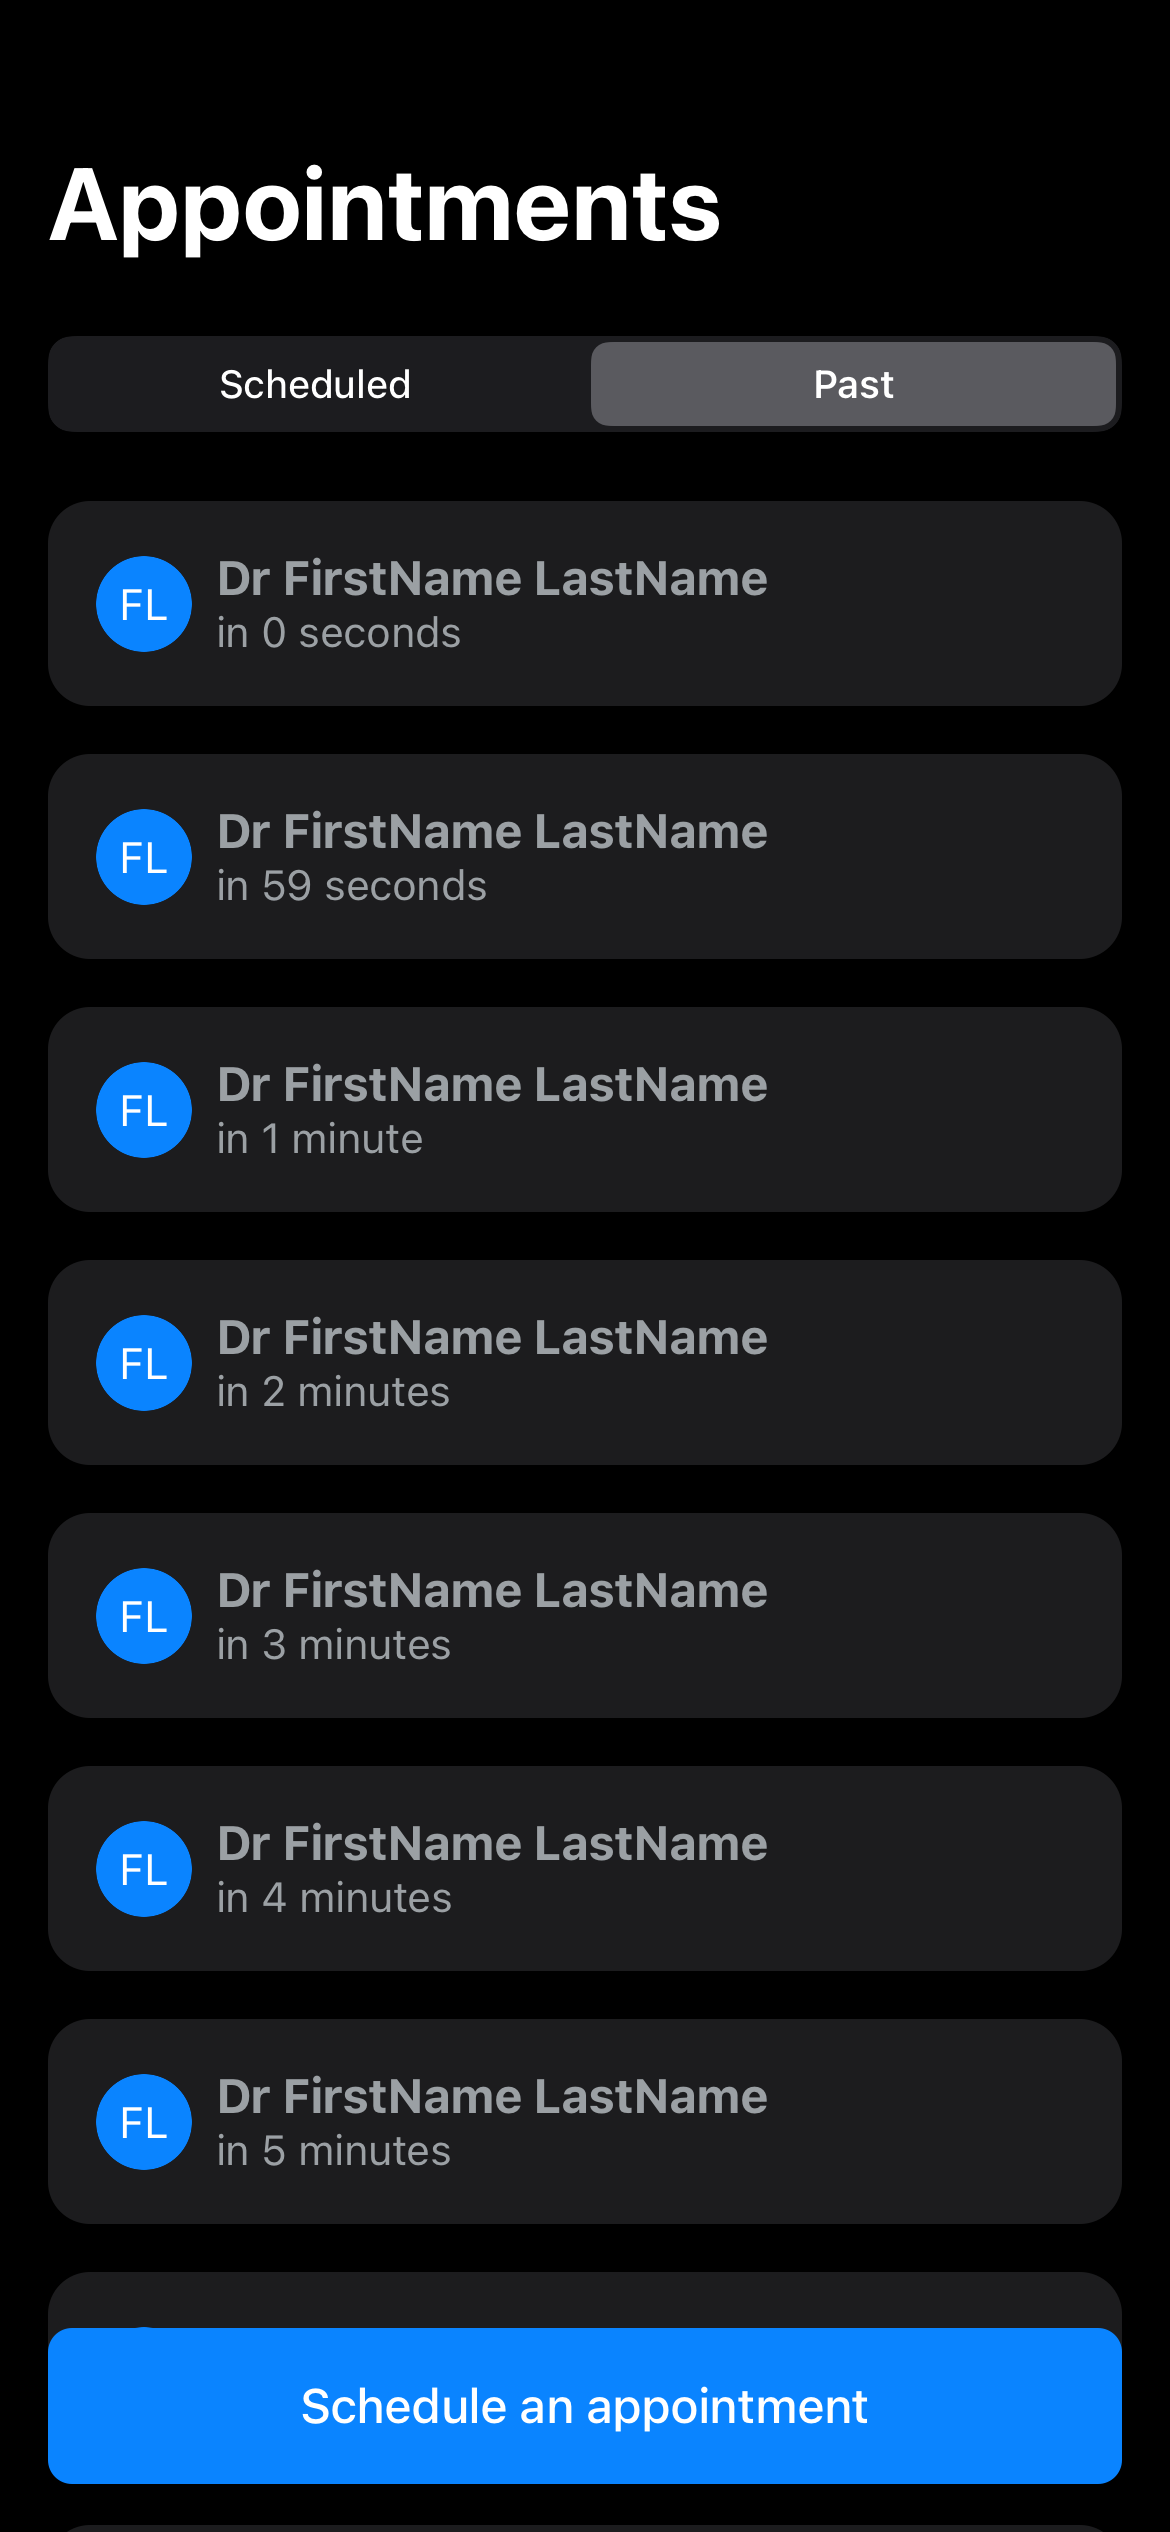 Appointments
Scheduled
Past
FL
Dr FirstName LastName
in 0 seconds
FL
Dr FirstName LastName
in 59 seconds
FL
Dr FirstName LastName
in 1 minute
FL
Dr FirstName LastName
in 2 minutes
FL
Dr FirstName LastName
in 3 minutes
FL
Dr FirstName LastName
in 4 minutes
FL
Dr FirstName LastName
in 5 minutes
Schedule an appointment